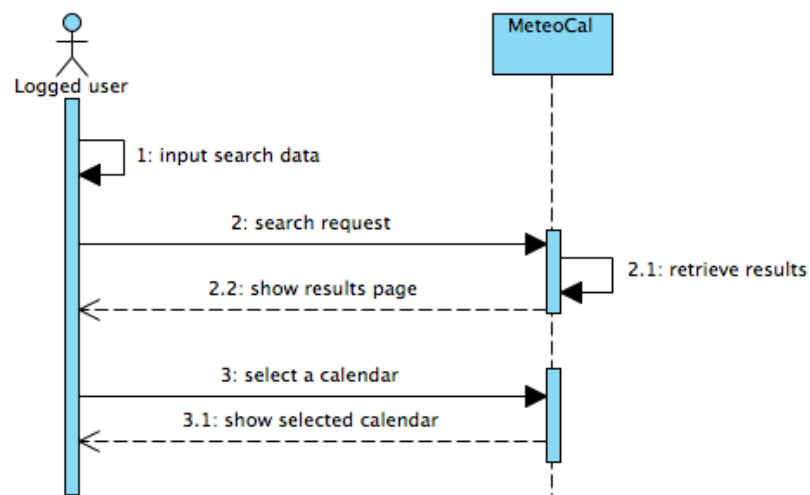 MeteoCal
Logged user
1: input search data
2: search request
2.1: retrieve results
2.2: show results page
3: select a calendar
3.1: show selected calendar